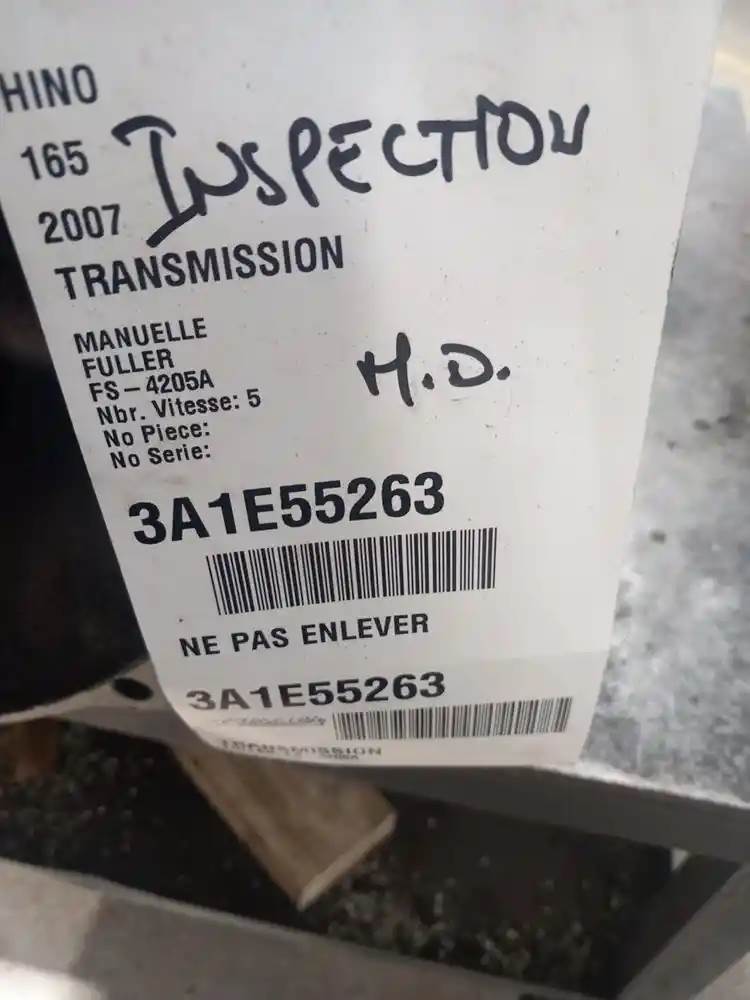 HINO
165 INSPECTION
2007
TRANSMISSION
MANUELLE
FULLER
FS-4205A
Nbr. Vitesse: 5
No Piece:
No Serie:
M.D.
3A1E55263
NE PAS ENLEVER
3A1E55263
TRANSMISSION